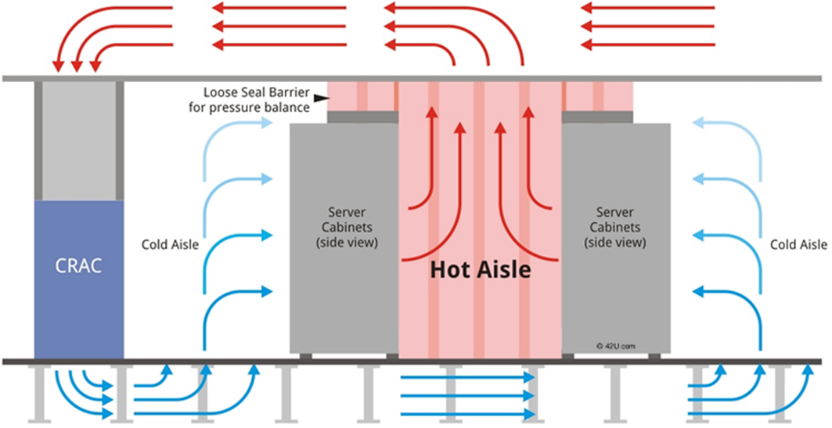 Loose Seal Barrier
for pressure balance
Cold Aisle
CRAC
Server
Cabinets
(side view)
Hot Aisle
Server
Cabinets
(side view)
Cold Aisle
© 42U.com